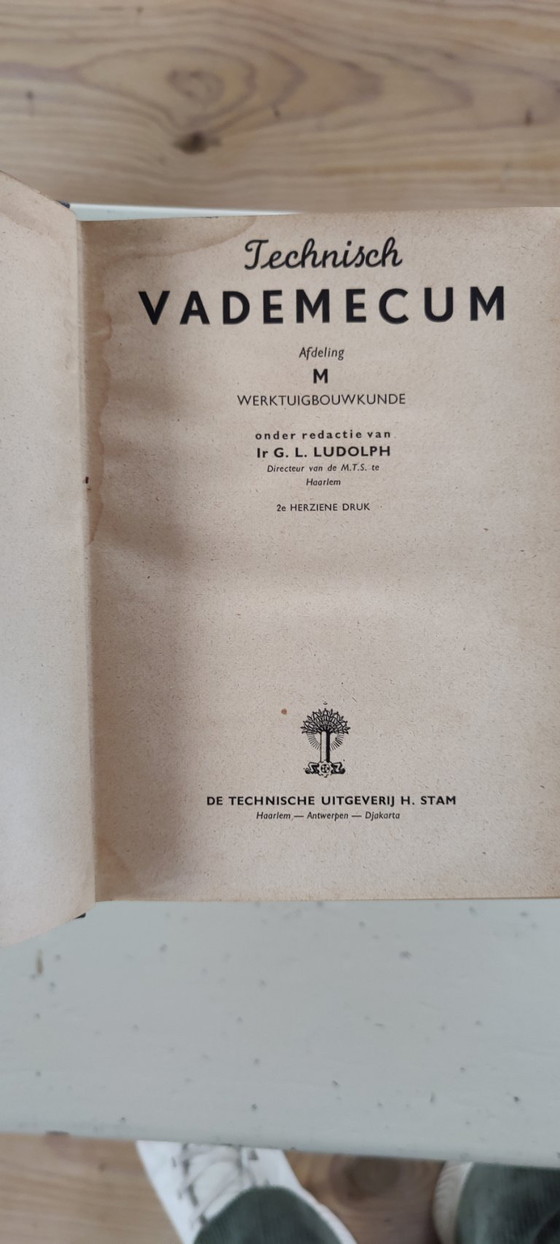 Technisch
VADEMECUM
Afdeling
M
WERKTUIGBOUWKUNDE
onder redactie van
Ir G. L. LUDOLPH
Directeur van de M.T.S. te
Haarlem
2e HERZIENE DRUK
DE TECHNISCHE UITGEVERIJ H. STAM
Haarlem — Antwerpen — Djakarta